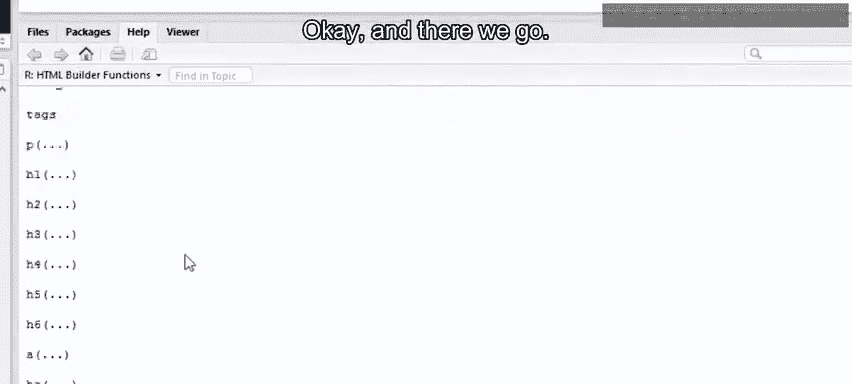 Okay, and there we go.
Files Packages Help Viewer
R: HTML Builder Functions Find in Topic
tags
p(...)
h1(...)
h2(...)
h3(...)
h4(...)
h5(...)
h6(...)
a(...)